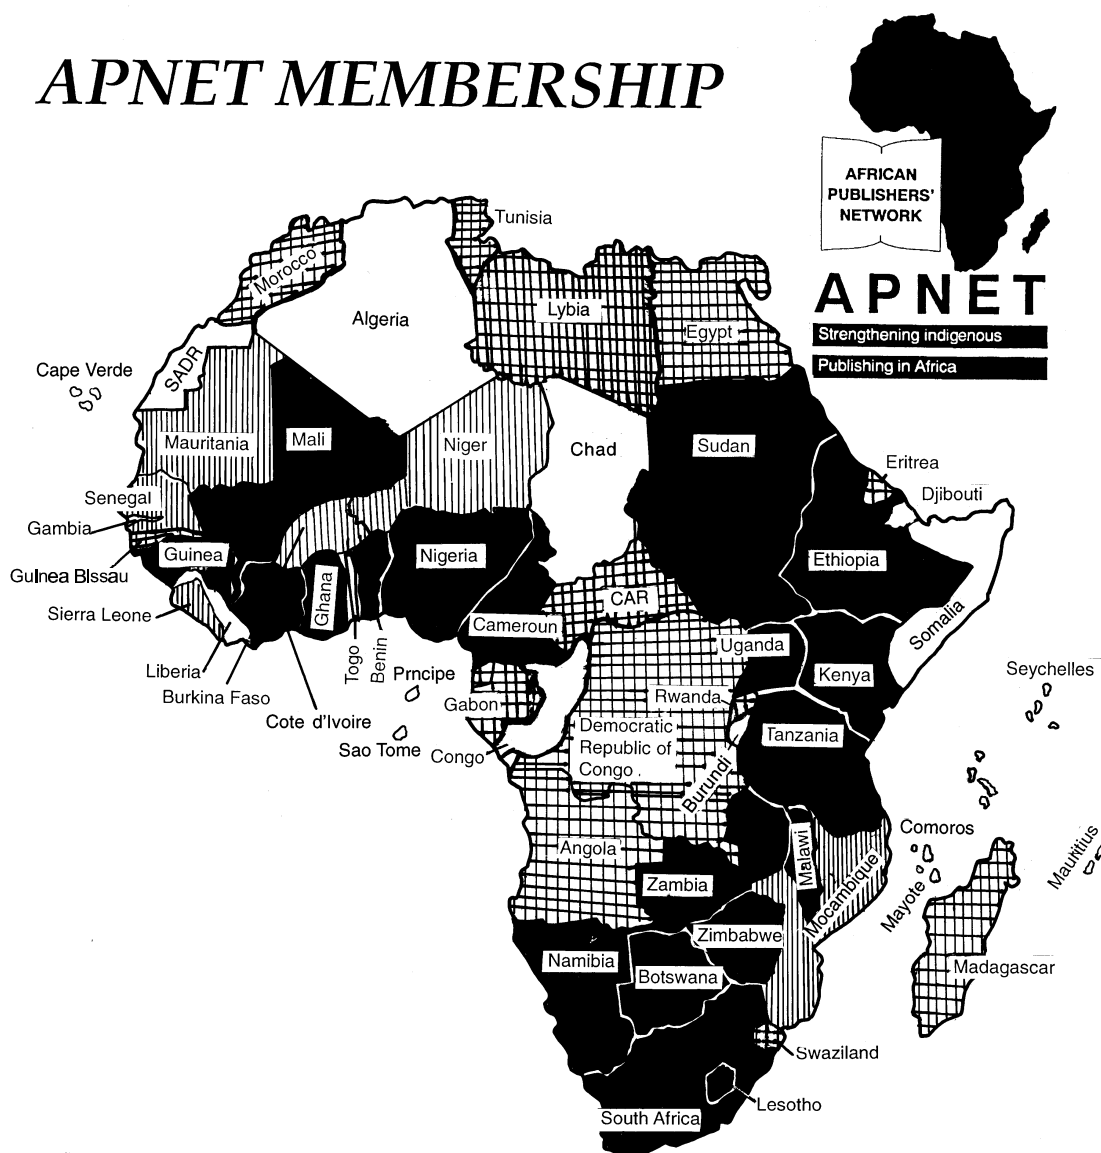 APNET MEMBERSHIP
AFRICAN
PUBLISHERS'
NETWORK
APNET
Strengthening indigenous
Publishing in Africa
Tunisia
Morocco
Algeria
Lybia
Egypt
SADR
Cape Verde
Mauritania
Mali
Niger
Chad
Sudan
Eritrea
Djibouti
Senegal
Gambia
Guinea
Nigeria
Ethiopia
Guinea BIssau
Sierra Leone
Ghana
CAR
Cameroun
Somalia
Uganda
Liberia
Togo
Benin
Prncipe
Kenya
Seychelles
Burkina Faso
Gabon
Rwanda
Cote d'Ivoire
Sao Tome
Congo
Democratic
Republic of
Congo .
Tanzania
Burundi
Angola
Malawi
Comoros
Mauritius
Zambia
Mocambique
Mayote
Zimbabwe
Namibia
Botswana
Madagascar
Swaziland
Lesotho
South Africa